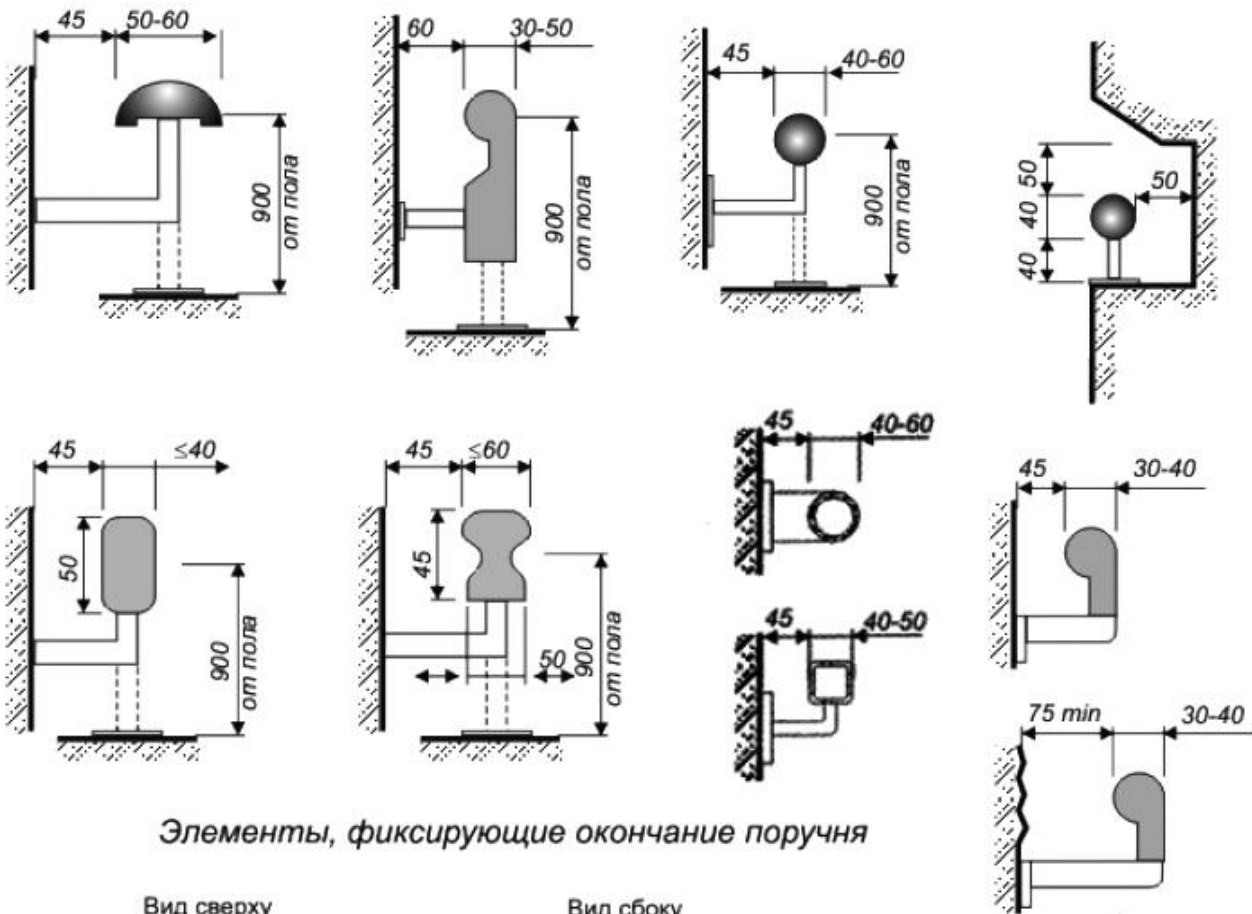 45 50-60
900
от пола
60 30-50
900
от пола
45 40-60
900
от пола
50
40
40
50
45 ≤40
50
900
от пола
45 ≤60
45
50
900
от пола
45 40-60
45 40-50
45 30-40
75 min 30-40
Элементы, фиксирующие окончание поручня
Вид сверху
Вид сбоку